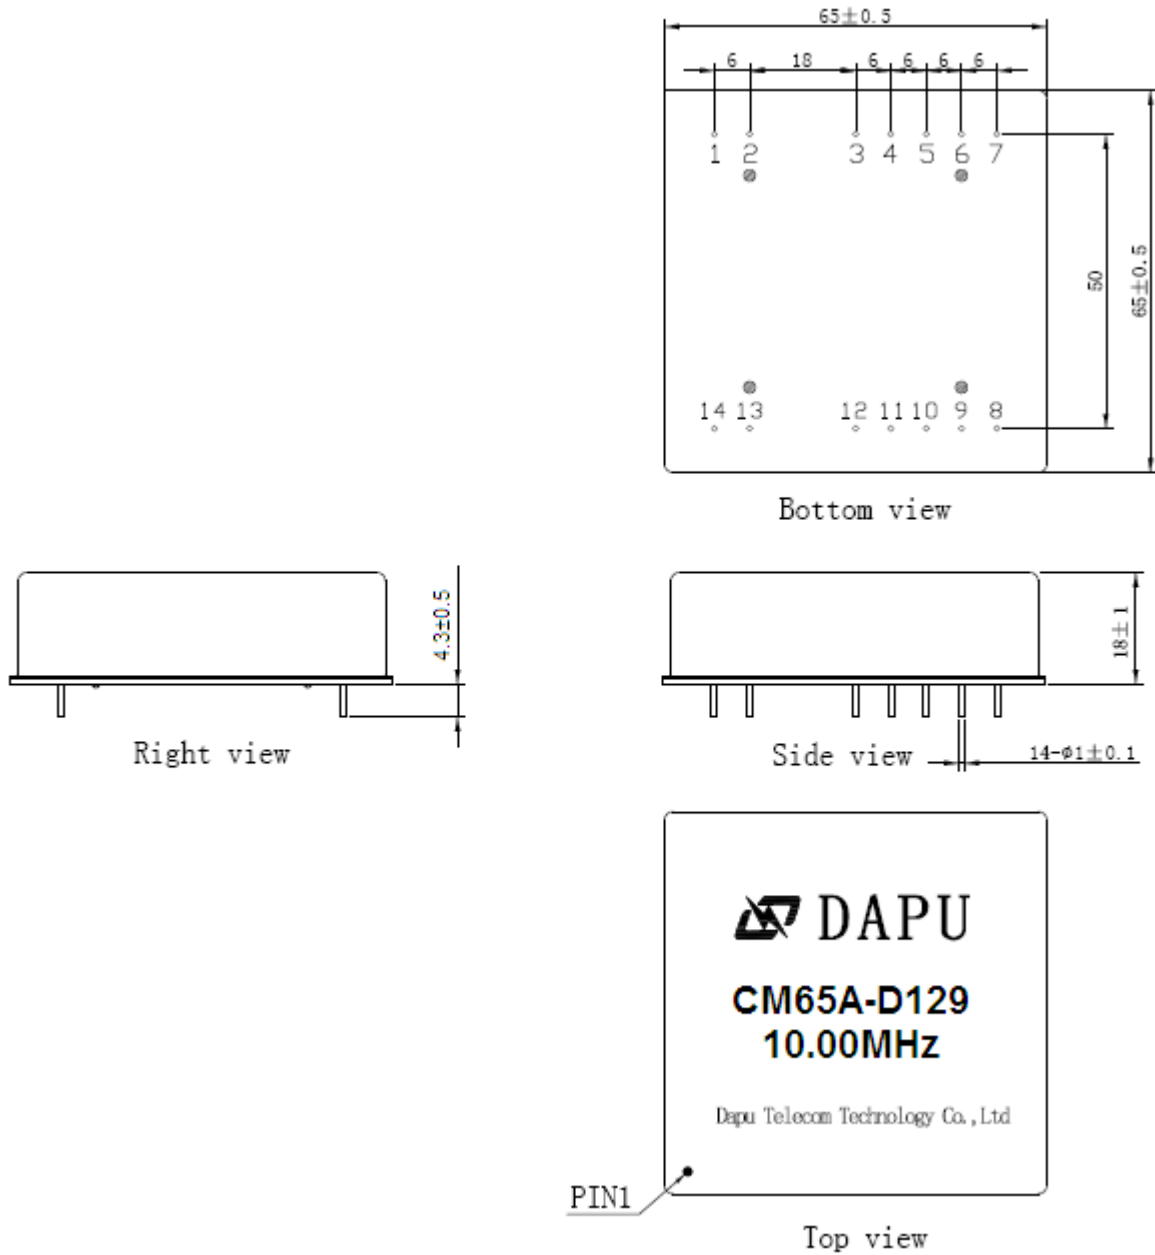 65±0.5
6 18 6 6 6 6
1 2 3 4 5 6 7
50
65±0.5
14 13 12 11 10 9 8
Bottom view
4.3±0.5
18±1
Right view
Side view
14-φ1±0.1
DAPU
CM65A-D129
10.00MHz
Dapu Telecom Technology Co.,Ltd
PIN1
Top view